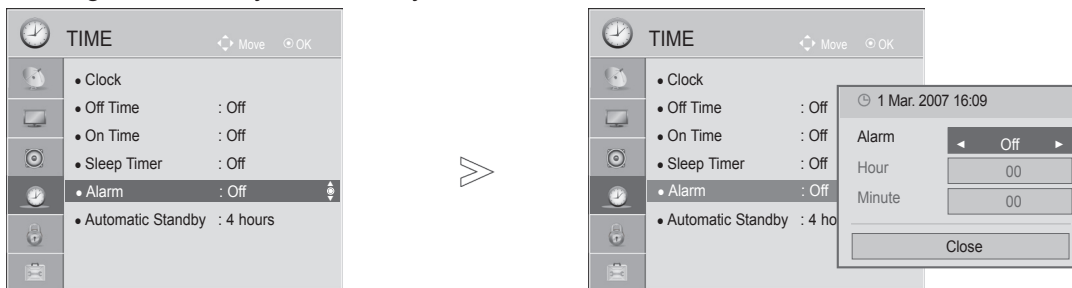 TIME
Move
OK
• Clock
• Off Time : Off
• On Time : Off
• Sleep Timer : Off
• Alarm : Off
• Automatic Standby : 4 hours
TIME
Move
OK
• Clock
• Off Time : Off
• On Time : Off
• Sleep Timer : Off
• Alarm : Off
• Automatic Standby : 4 ho
1 Mar. 2007 16:09
Alarm ◄ Off ►
Hour 00
Minute 00
Close